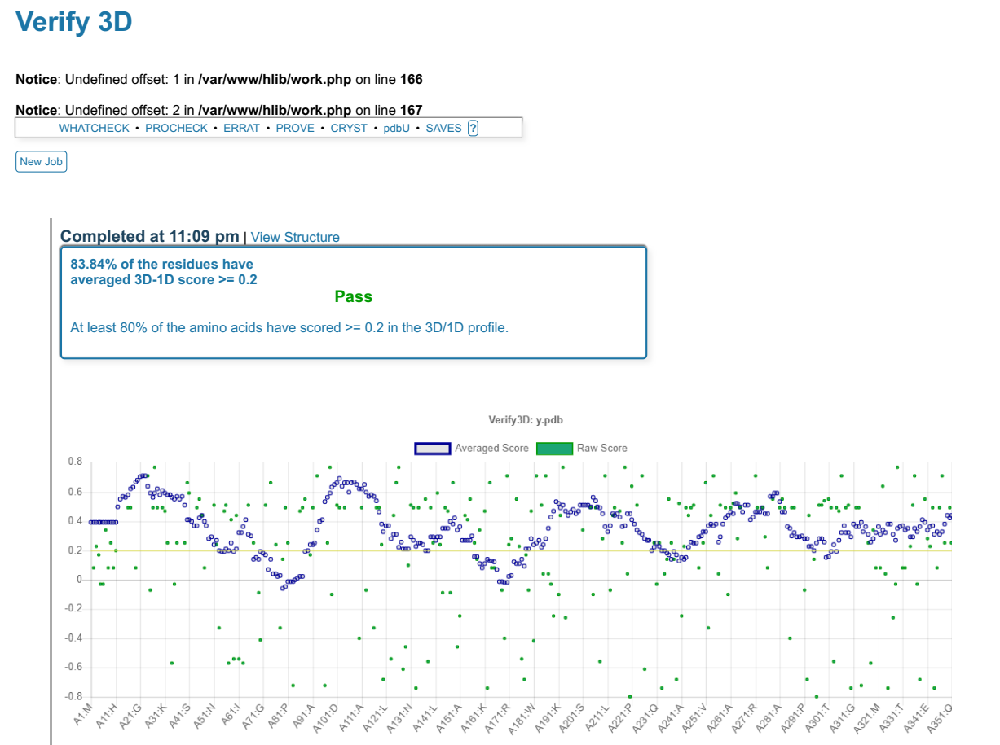 Verify 3D
Notice: Undefined offset: 1 in /var/www/hlib/work.php on line 166
Notice: Undefined offset: 2 in /var/www/hlib/work.php on line 167
WHATCHECK • PROCHECK • ERRAT • PROVE • CRYST • pdbU • SAVES ?
New Job
Completed at 11:09 pm | View Structure
83.84% of the residues have
averaged 3D-1D score >= 0.2
Pass
At least 80% of the amino acids have scored >= 0.2 in the 3D/1D profile.
Verify3D: y.pdb
Averaged Score Raw Score
0.8
0.6
0.4
0.2
0
-0.2
-0.4
-0.6
-0.8
A1:M A11:H A21:G A31:K A41:S A51:N A61:I A71:G A81:P A91:A A101:D A111:A A121:L A131:N A141:L A151:A A161:K A171:R A181:W A191:K A201:S A211:L A221:P A231:Q A241:A A251:V A261:A A271:R A281:A A291:P A301:T A311:G A321:M A331:T A341:E A351:Q